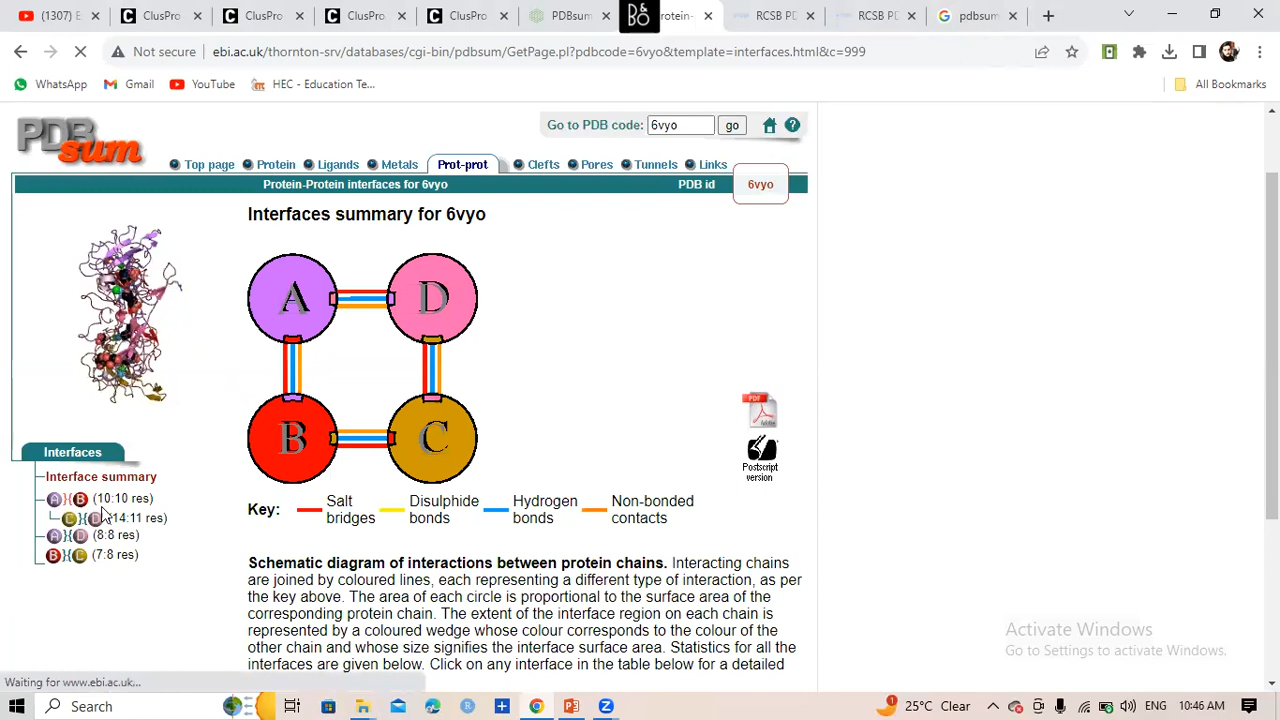 (1307) E
ClusPro
ClusPro
ClusPro
ClusPro
PDBsum
B&O
rotein-
RCSB PD
RCSB PD
pdbsum
Not secure
ebi.ac.uk/thornton-srv/databases/cgi-bin/pdbsum/GetPage.pl?pdbcode=6vyo&template=interfaces.html&c=999
WhatsApp
Gmail
YouTube
HEC - Education Te...
All Bookmarks
PDB sum
Go to PDB code:
6vyo
go
Top page
Protein
Ligands
Metals
Prot-prot
Clefts
Pores
Tunnels
Links
Protein-Protein interfaces for 6vyo
PDB id
6vyo
Interfaces summary for 6vyo
A
D
B
C
PDF
Postscript version
Interfaces
Interface summary
A }{ B (10:10 res)
C }{ D (14:11 res)
A }{ D (8:8 res)
B }{ C (7:8 res)
Key:
Salt bridges
Disulphide bonds
Hydrogen bonds
Non-bonded contacts
Schematic diagram of interactions between protein chains. Interacting chains
are joined by coloured lines, each representing a different type of interaction, as per
the key above. The area of each circle is proportional to the surface area of the
corresponding protein chain. The extent of the interface region on each chain is
represented by a coloured wedge whose colour corresponds to the colour of the
other chain and whose size signifies the interface surface area. Statistics for all the
interfaces are given below. Click on any interface in the table below for a detailed
Activate Windows
Go to Settings to activate Windows.
Waiting for www.ebi.ac.uk...
Search
1
25°C Clear
ENG
10:46 AM